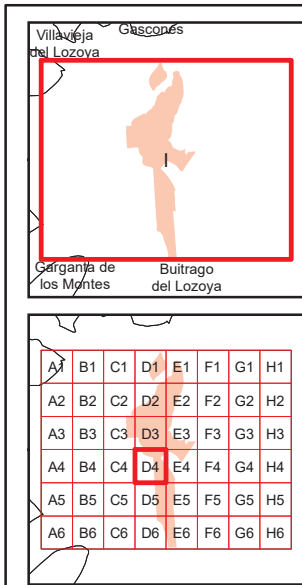 Villavieja
del Lozoya
Gascones
I
Garganta de
los Montes
Buitrago
del Lozoya
A1 B1 C1 D1 E1 F1 G1 H1
A2 B2 C2 D2 E2 F2 G2 H2
A3 B3 C3 D3 E3 F3 G3 H3
A4 B4 C4 D4 E4 F4 G4 H4
A5 B5 C5 D5 E5 F5 G5 H5
A6 B6 C6 D6 E6 F6 G6 H6